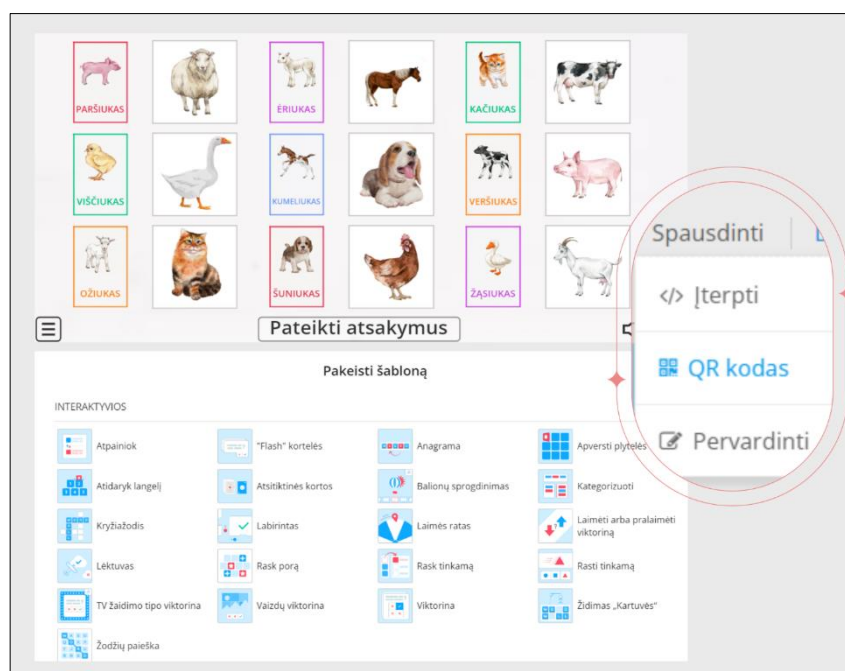 PARŠIUKAS
ĖRIUKAS
KAČIUKAS
VIŠČIUKAS
KUMELIUKAS
VERŠIUKAS
OŽIUKAS
ŠUNIUKAS
ŽĄSIUKAS
Pateikti atsakymus
Spausdinti
</> Įterpti
QR kodas
Pervardinti
Pakeisti šabloną
INTERAKTYVIOS
Atpainiok
"Flash" kortelės
Anagrama
Apversti plyteles
Atidaryk langelį
Atsitiktinės kortos
Balionų sprogdinimas
Kategorizuoti
Kryžiažodis
Labirintas
Laimės ratas
Laimėti arba pralaimėti
viktoriną
Lėktuvas
Rask porą
Rask tinkamą
Rasti tinkamą
TV žaidimo tipo viktorina
Vaizdų viktorina
Viktorina
Židimas „Kartuvės“
Žodžių paieška